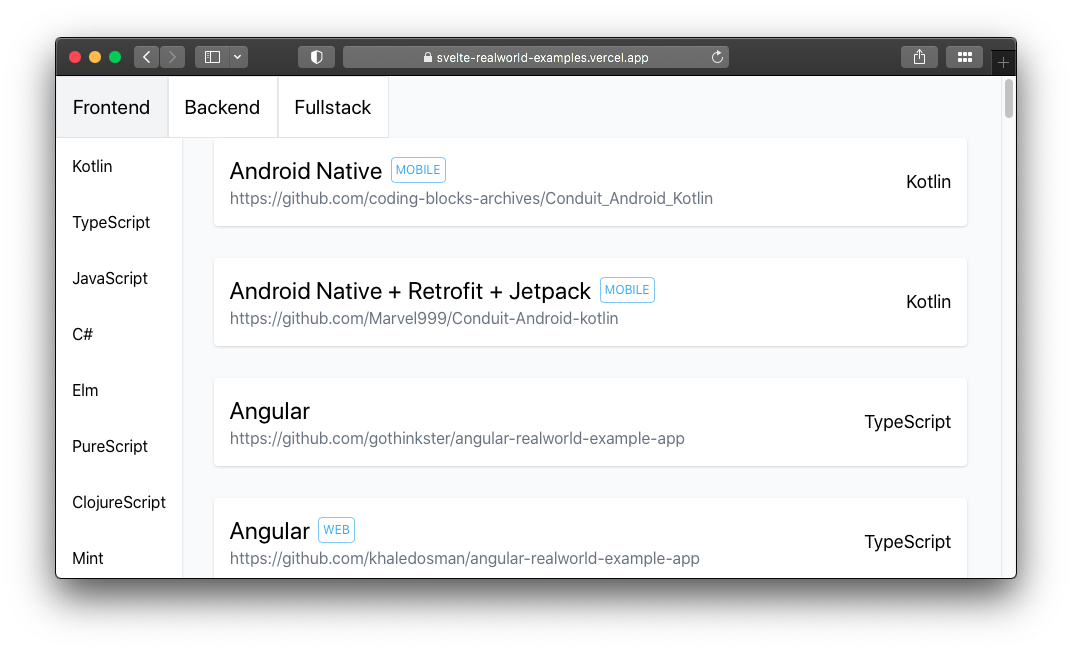 svelte-realworld-examples.vercel.app
Frontend Backend Fullstack
Kotlin
TypeScript
JavaScript
C#
Elm
PureScript
ClojureScript
Mint
Android Native MOBILE
https://github.com/coding-blocks-archives/Conduit_Android_Kotlin
Kotlin
Android Native + Retrofit + Jetpack MOBILE
https://github.com/Marvel999/Conduit-Android-kotlin
Kotlin
Angular
https://github.com/gothinkster/angular-realworld-example-app
TypeScript
Angular WEB
https://github.com/khaledosman/angular-realworld-example-app
TypeScript